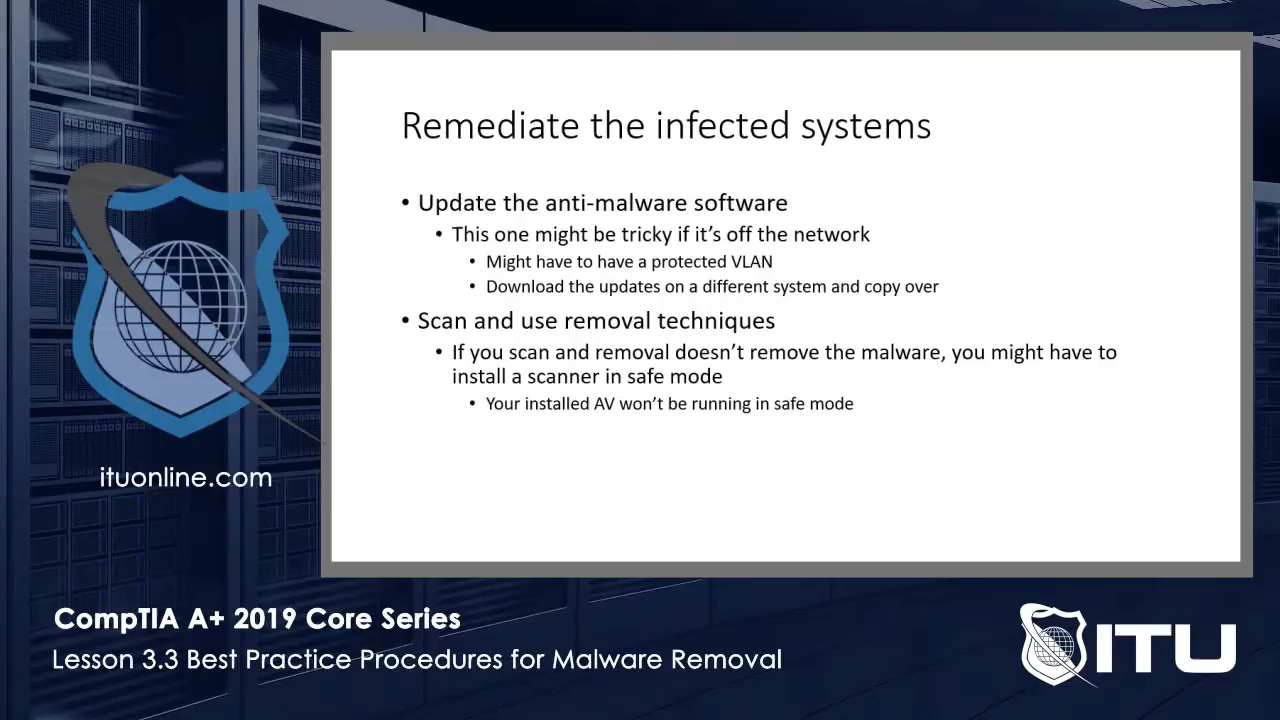 Remediate the infected systems
• Update the anti-malware software
• This one might be tricky if it’s off the network
• Might have to have a protected VLAN
• Download the updates on a different system and copy over
• Scan and use removal techniques
• If you scan and removal doesn’t remove the malware, you might have to
install a scanner in safe mode
• Your installed AV won’t be running in safe mode
ituonline.com
CompTIA A+ 2019 Core Series
Lesson 3.3 Best Practice Procedures for Malware Removal
ITU